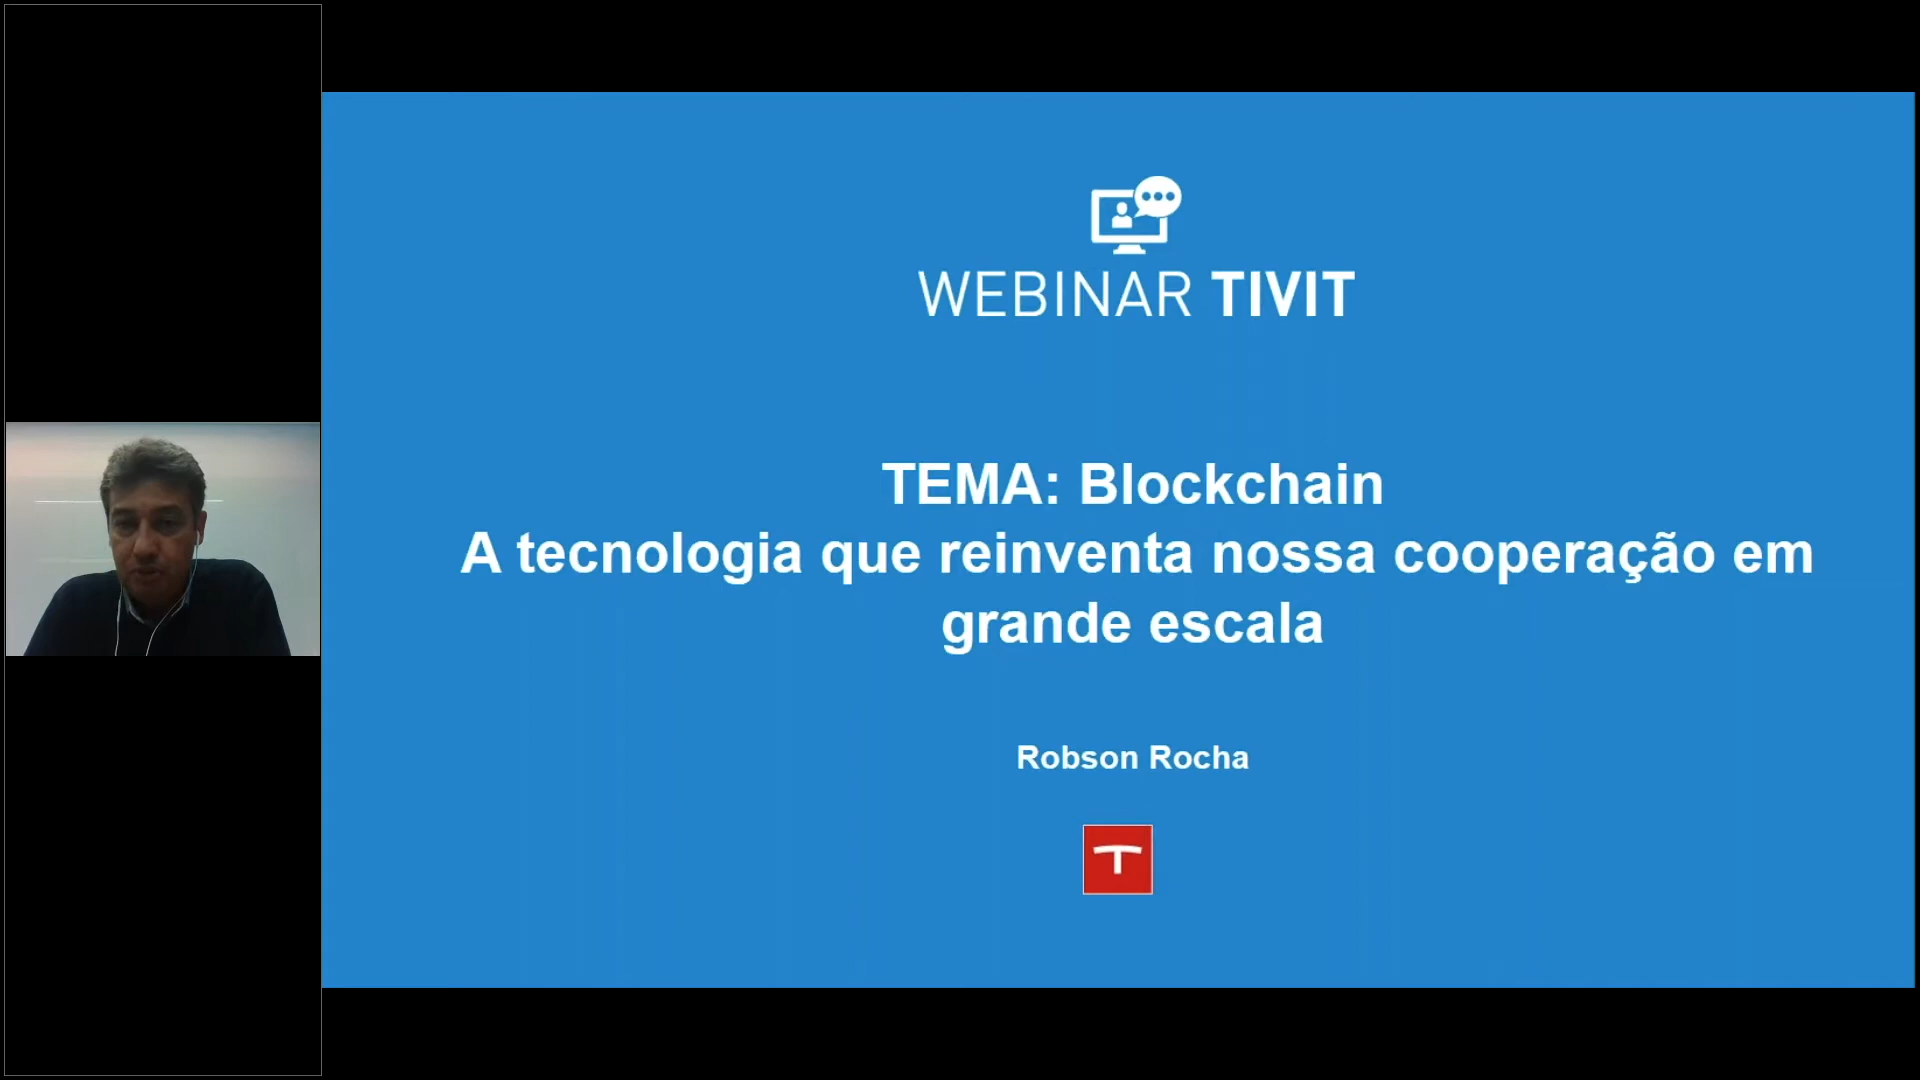 WEBINAR TIVIT
TEMA: Blockchain
A tecnologia que reinventa nossa cooperação em
grande escala
Robson Rocha
T